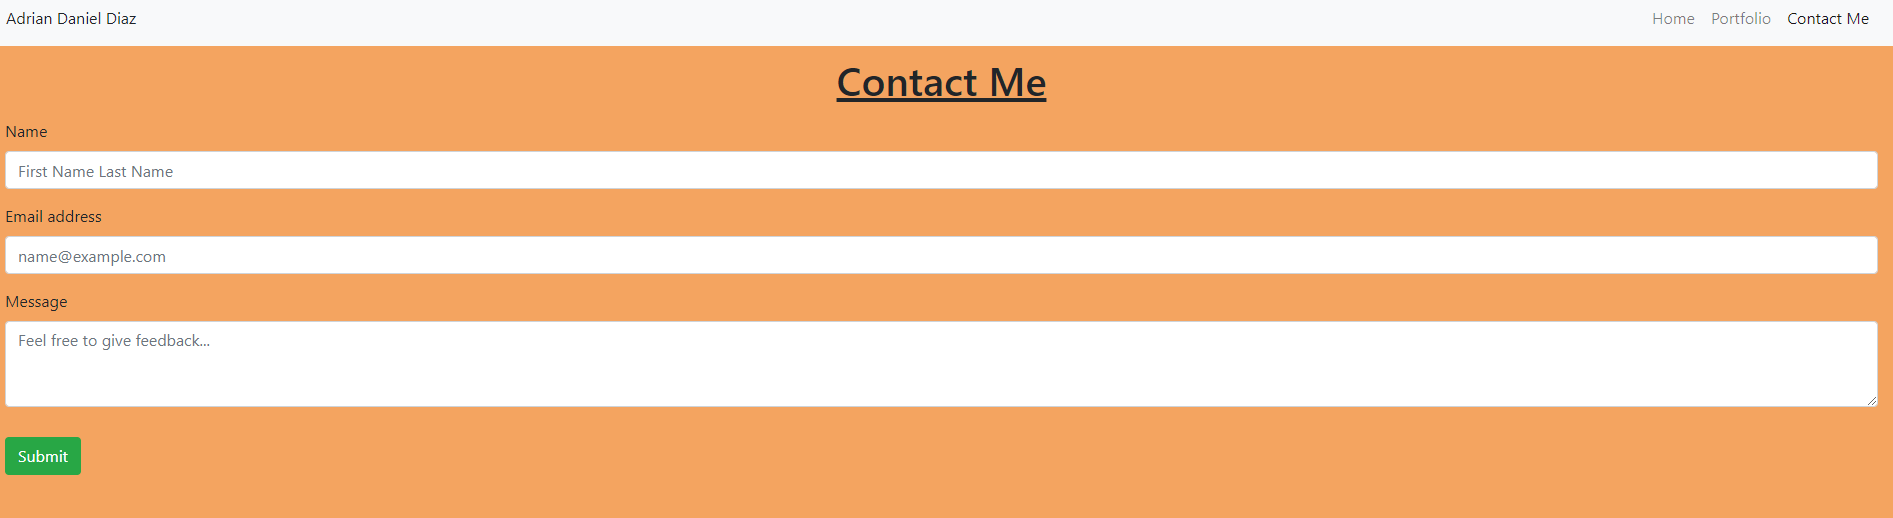 Adrian Daniel Diaz Home Portfolio Contact Me
Contact Me
Name
First Name Last Name
Email address
name@example.com
Message
Feel free to give feedback...
Submit